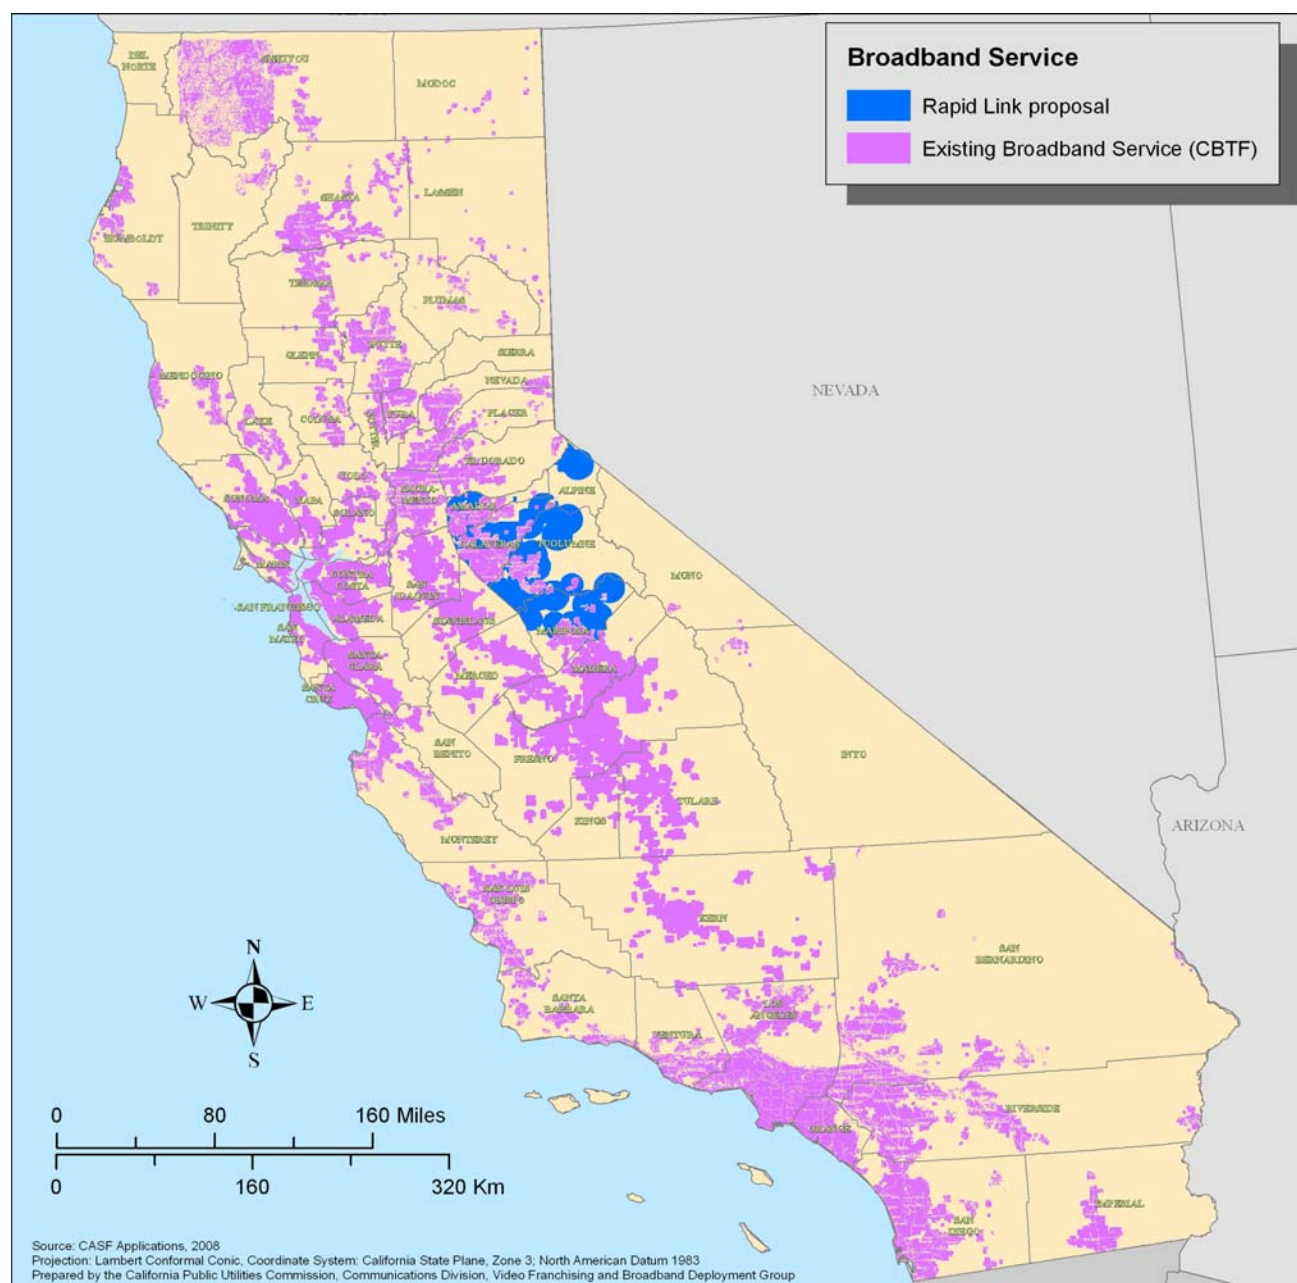 Broadband Service
Rapid Link proposal
Existing Broadband Service (CBTF)
DEL
NORTE
SISKIYOU
MODOC
SHASTA
LASSEN
TRINITY
HUMBOLDT
TEHAMA
PLUMAS
BUTTE
GLENN
SIERRA
MENDOCINO
NEVADA
NEVADA
PLACER
LAKE
COLUSA
YUBA
EL DORADO
YOLO
SONOMA
NAPA
SACRA-
MENTO
ALPINE
SOLANO
AMADOR
CALAVERAS
TUOLUMNE
MARIN
CONTRA
COSTA
SAN
JOAQUIN
MONO
SAN FRANCISCO
ALAMEDA
STANISLAUS
SAN
MATEO
MARIPOSA
SANTA
CLARA
MERCED
MADERA
SANTA
CRUZ
SAN
BENITO
FRESNO
INYO
TULARE
KINGS
ARIZONA
MONTEREY
SAN LUIS
OBISPO
KERN
SAN
BERNARDINO
N
W
E
S
SANTA
BARBARA
LOS
ANGELES
VENTURA
RIVERSIDE
ORANGE
0 80 160 Miles
0 160 320 Km
IMPERIAL
SAN
DIEGO
Source: CASF Applications, 2008
Projection: Lambert Conformal Conic, Coordinate System: California State Plane, Zone 3; North American Datum 1983
Prepared by the California Public Utilities Commission, Communications Division, Video Franchising and Broadband Deployment Group